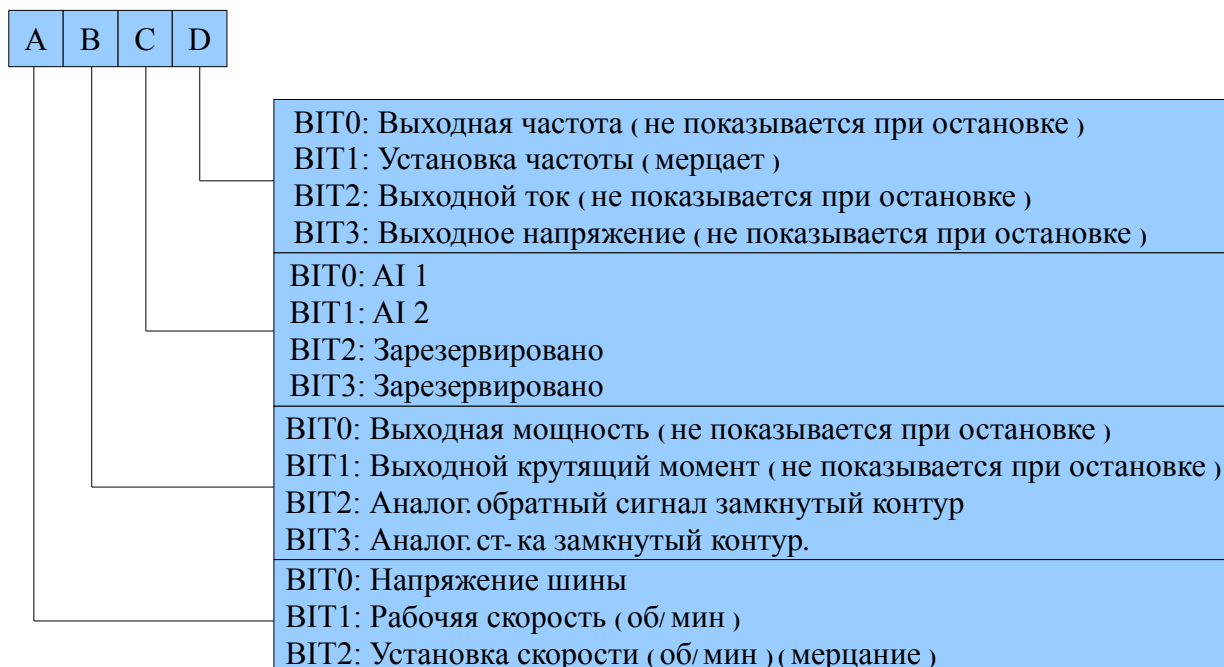 A B C D
BIT0: Выходная частота ( не показывается при остановке )
BIT1: Установка частоты ( мерцает )
BIT2: Выходной ток ( не показывается при остановке )
BIT3: Выходное напряжение ( не показывается при остановке )
BIT0: AI 1
BIT1: AI 2
BIT2: Зарезервировано
BIT3: Зарезервировано
BIT0: Выходная мощность ( не показывается при остановке )
BIT1: Выходной крутящий момент ( не показывается при остановке )
BIT2: Аналог. обратный сигнал замкнутый контур
BIT3: Аналог. ст- ка замкнутый контур.
BIT0: Напряжение шины
BIT1: Рабочяя скорость ( об/ мин )
BIT2: Установка скорости ( об/ мин ) ( мерцание )